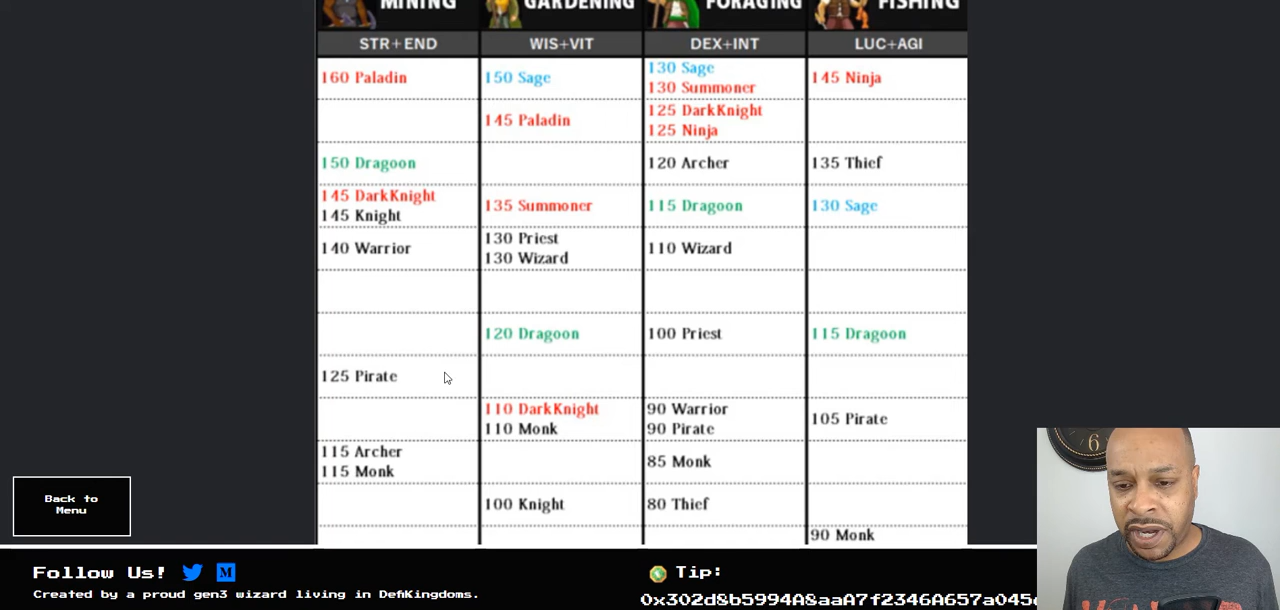 MINING
GARDENING
FORAGING
FISHING
STR+END
WIS+VIT
DEX+INT
LUC+AGI
160 Paladin
150 Sage
130 Sage
130 Summoner
145 Ninja
145 Paladin
125 DarkKnight
125 Ninja
150 Dragoon
120 Archer
135 Thief
145 DarkKnight
145 Knight
135 Summoner
115 Dragoon
130 Sage
140 Warrior
130 Priest
130 Wizard
110 Wizard
120 Dragoon
100 Priest
115 Dragoon
125 Pirate
110 DarkKnight
110 Monk
90 Warrior
90 Pirate
105 Pirate
115 Archer
115 Monk
85 Monk
100 Knight
80 Thief
90 Monk
Back to
Menu
6
Follow Us!
Created by a proud gen3 wizard living in DefiKingdoms.
Tip:
0x302d8b5994A8aaA7f2346A657a045